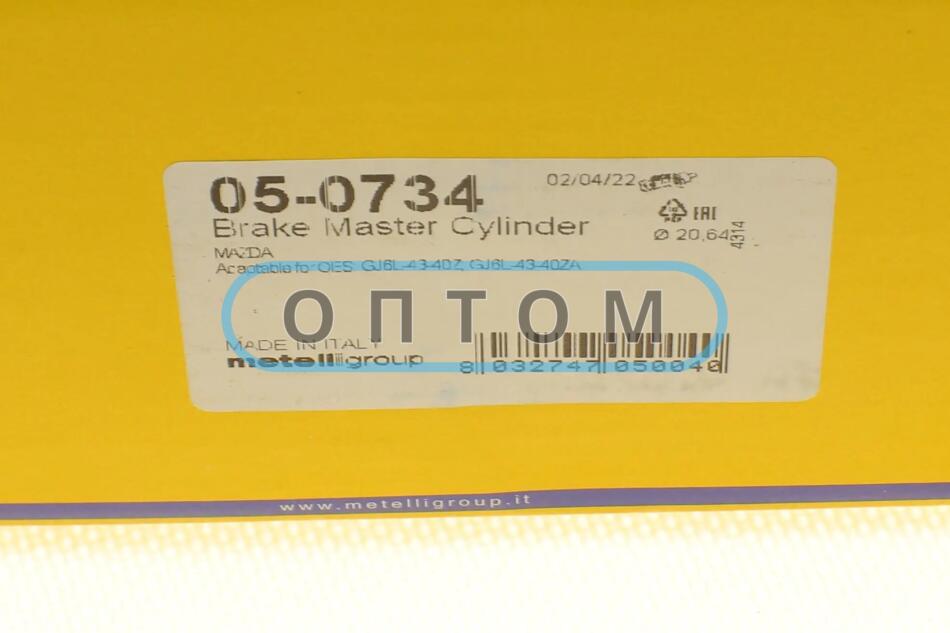 05-0734
02/04/22
Brake Master Cylinder
EAC
Ø 20,64
4314
MAZDA
Adaptable for OES: GJ6L-43-40Z, GJ6L-43-40ZA
ОПТОМ
MADE IN ITALY
metelligroup
8 032747 050040
www.metelligroup.it